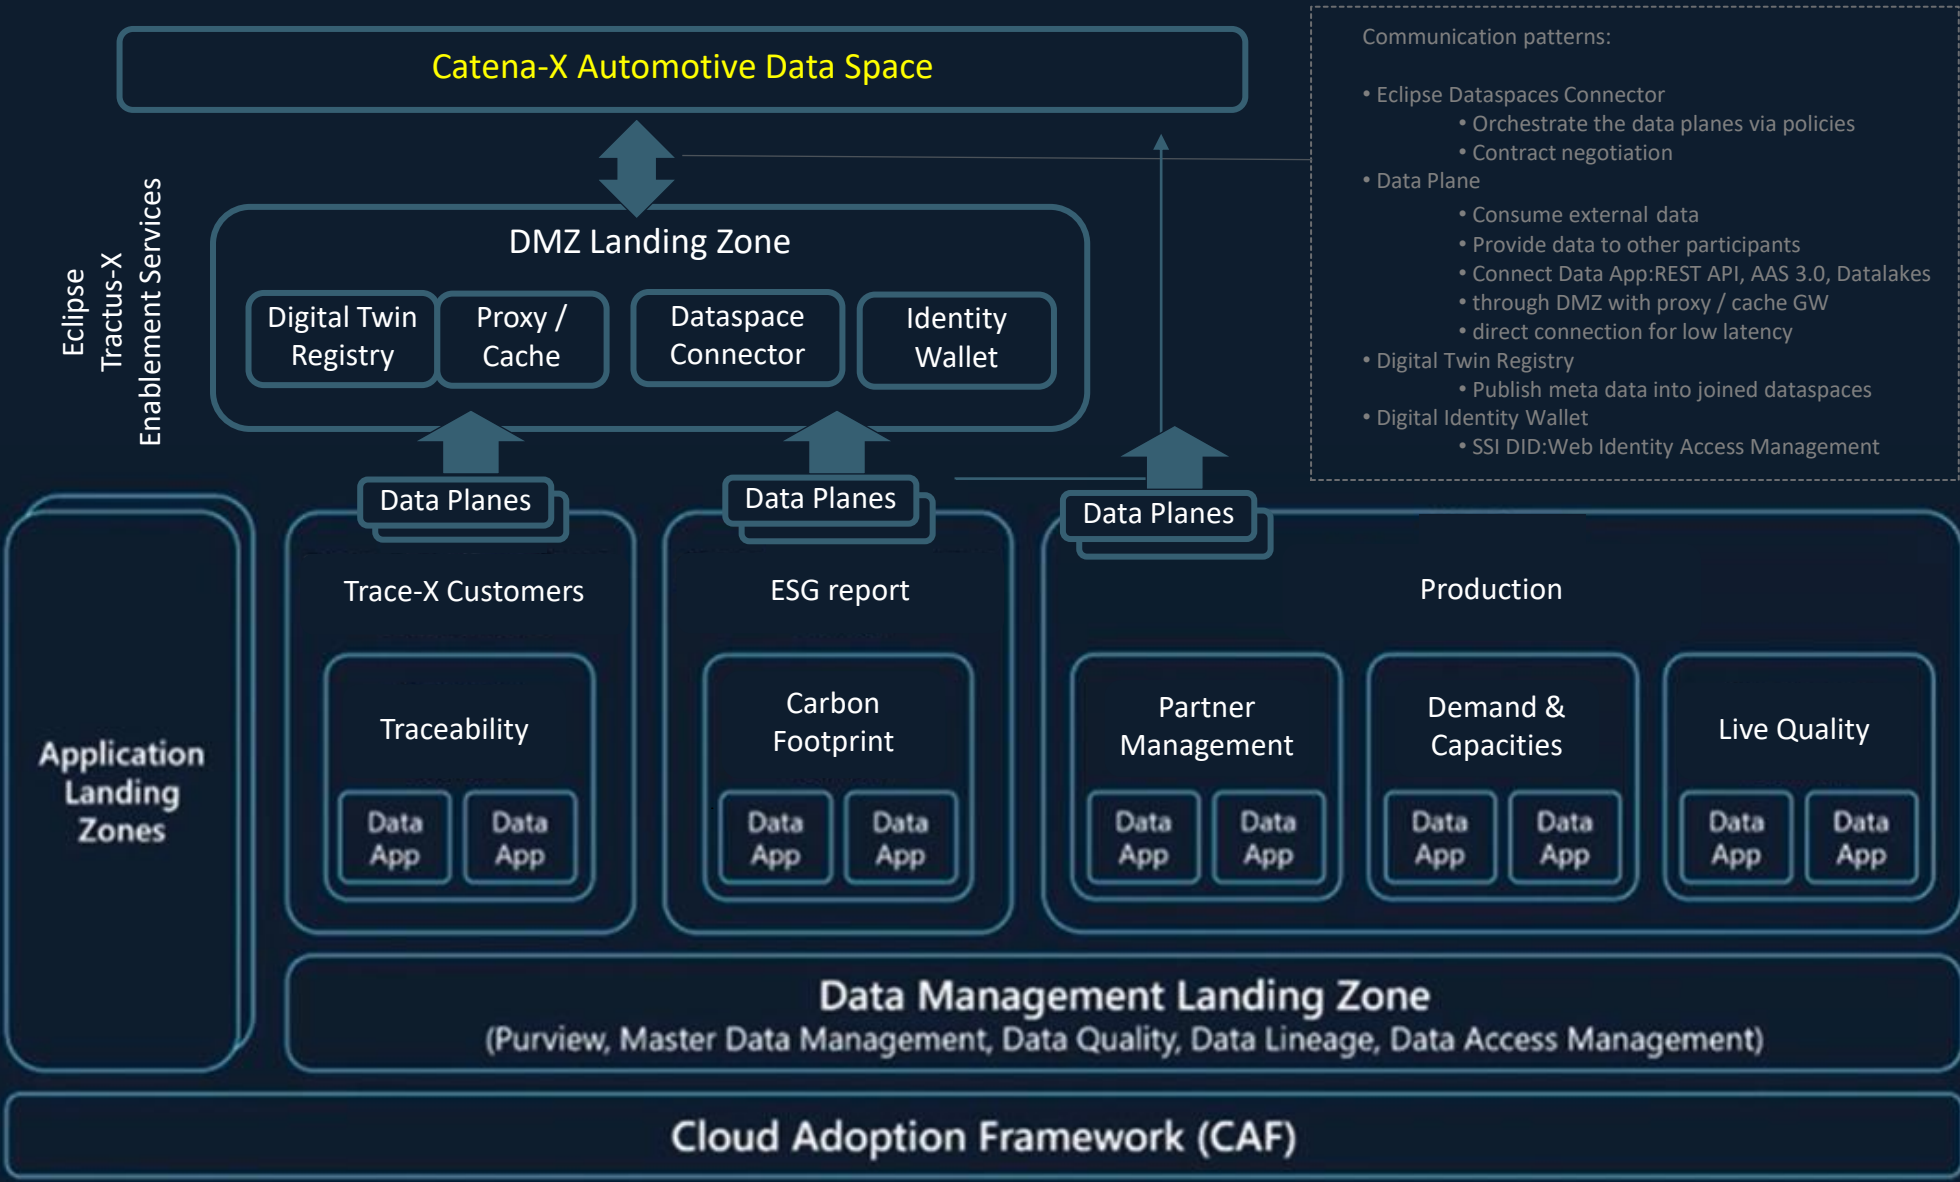 Catena-X Automotive Data Space
Communication patterns:
• Eclipse Dataspaces Connector
• Orchestrate the data planes via policies
• Contract negotiation
• Data Plane
• Consume external data
• Provide data to other participants
• Connect Data App:REST API, AAS 3.0, Datalakes
• through DMZ with proxy / cache GW
• direct connection for low latency
• Digital Twin Registry
• Publish meta data into joined dataspaces
• Digital Identity Wallet
• SSI DID:Web Identity Access Management
Eclipse
Tractus-X
Enablement Services
DMZ Landing Zone
Digital Twin
Registry
Proxy /
Cache
Dataspace
Connector
Identity
Wallet
Data Planes
Data Planes
Data Planes
Application
Landing
Zones
Trace-X Customers
Traceability
Data
App
Data
App
ESG report
Carbon
Footprint
Data
App
Data
App
Production
Partner
Management
Data
App
Data
App
Demand &
Capacities
Data
App
Data
App
Live Quality
Data
App
Data
App
Data Management Landing Zone
(Purview, Master Data Management, Data Quality, Data Lineage, Data Access Management)
Cloud Adoption Framework (CAF)